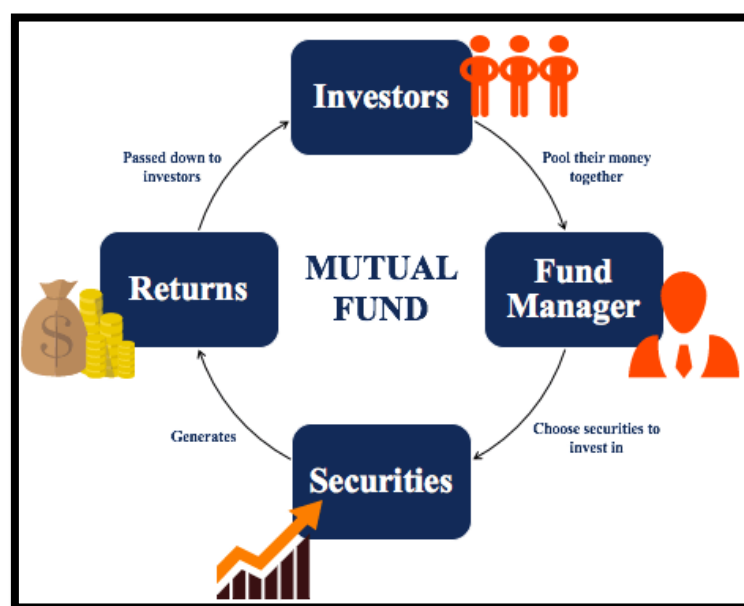 Investors
Pool their money
together
Fund
Manager
Choose securities to
invest in
Securities
Generates
Returns
Passed down to
investors
MUTUAL
FUND
$